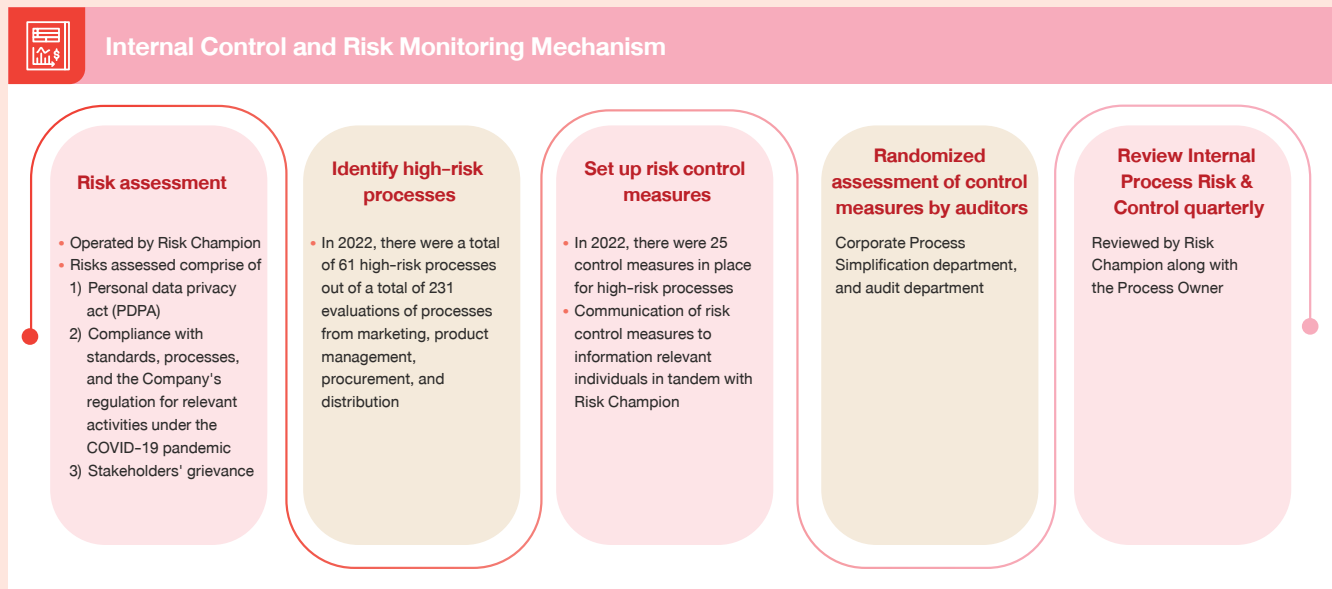 Internal Control and Risk Monitoring Mechanism
Risk assessment
• Operated by Risk Champion
• Risks assessed comprise of
1) Personal data privacy
act (PDPA)
2) Compliance with
standards, processes,
and the Company's
regulation for relevant
activities under the
COVID-19 pandemic
3) Stakeholders' grievance
Identify high-risk
processes
• In 2022, there were a total
of 61 high-risk processes
out of a total of 231
evaluations of processes
from marketing, product
management,
procurement, and
distribution
Set up risk control
measures
• In 2022, there were 25
control measures in place
for high-risk processes
• Communication of risk
control measures to
information relevant
individuals in tandem with
Risk Champion
Randomized
assessment of control
measures by auditors
Corporate Process
Simplification department,
and audit department
Review Internal
Process Risk &
Control quarterly
Reviewed by Risk
Champion along with
the Process Owner